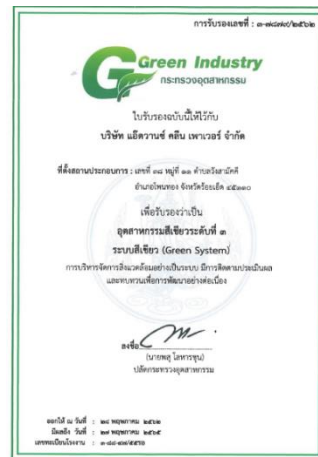 การรับรองเลขที่ : ๓-๗๘๗๗/๒๕๖๒
Green Industry
กระทรวงอุตสาหกรรม
ใบรับรองฉบับนี้ให้ไว้กับ
บริษัท แอ๊ดวานซ์ คลีน เพาเวอร์ จำกัด
ที่ตั้งสถานประกอบการ : เลขที่ ๓๘ หมู่ที่ ๑๑ ตำบลวังสามัคคี
อำเภอโพนทอง จังหวัดร้อยเอ็ด ๔๕๑๑๐
เพื่อรับรองว่าเป็น
อุตสาหกรรมสีเขียวระดับที่ ๓
ระบบสีเขียว (Green System)
การบริหารจัดการสิ่งแวดล้อมอย่างเป็นระบบ มีการติดตามประเมินผล
และทบทวนเพื่อการพัฒนาอย่างต่อเนื่อง
ลงชื่อ
(นายพสุ โลหารชุน)
ปลัดกระทรวงอุตสาหกรรม
ออกให้ ณ วันที่ : ๒๘ พฤษภาคม ๒๕๖๒
มีผลถึง วันที่ : ๒๗ พฤษภาคม ๒๕๖๕
เลขทะเบียนโรงงาน :